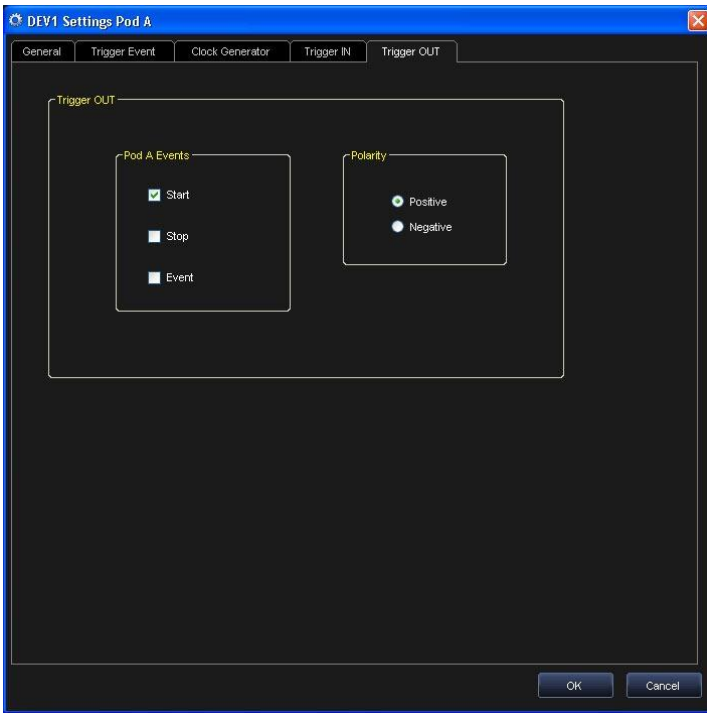 DEV1 Settings Pod A
General Trigger Event Clock Generator Trigger IN Trigger OUT
Trigger OUT
Pod A Events Polarity
Start
Positive
Negative
Stop
Event
OK Cancel